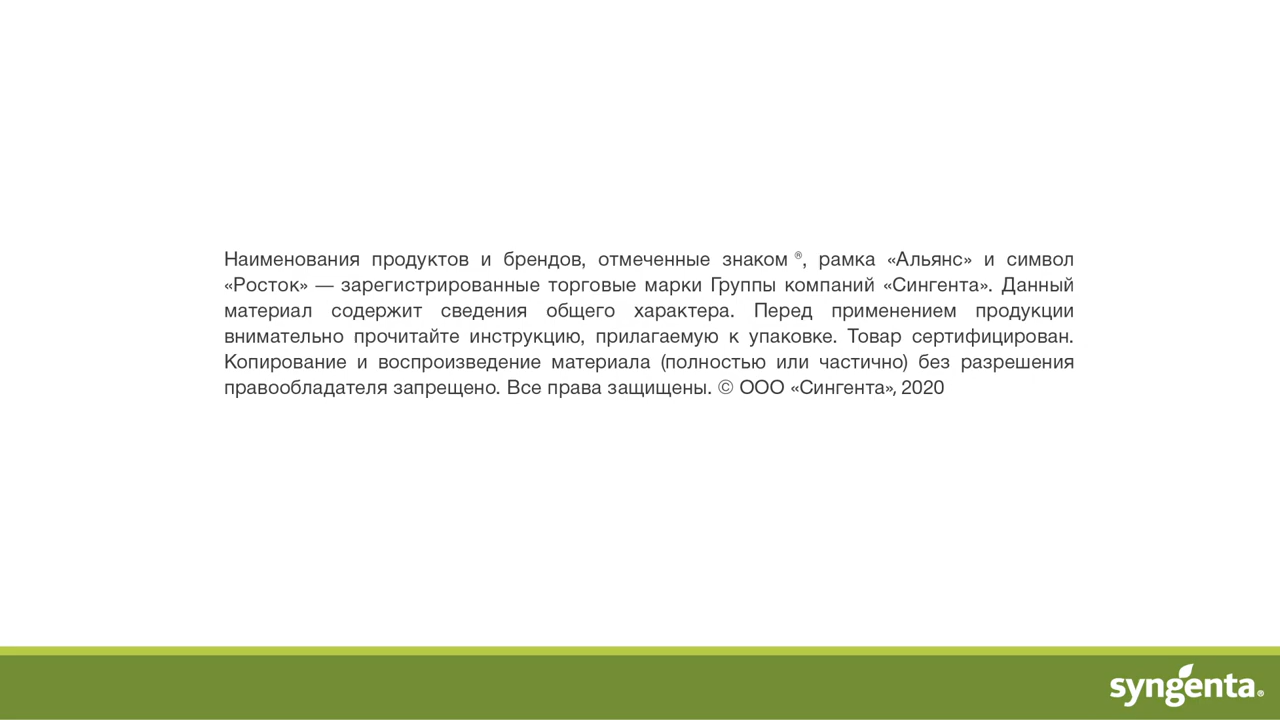 Наименования продуктов и брендов, отмеченные знаком ®, рамка «Альянс» и символ
«Росток» — зарегистрированные торговые марки Группы компаний «Сингента». Данный
материал содержит сведения общего характера. Перед применением продукции
внимательно прочитайте инструкцию, прилагаемую к упаковке. Товар сертифицирован.
Копирование и воспроизведение материала (полностью или частично) без разрешения
правообладателя запрещено. Все права защищены. © ООО «Сингента», 2020
syngenta®